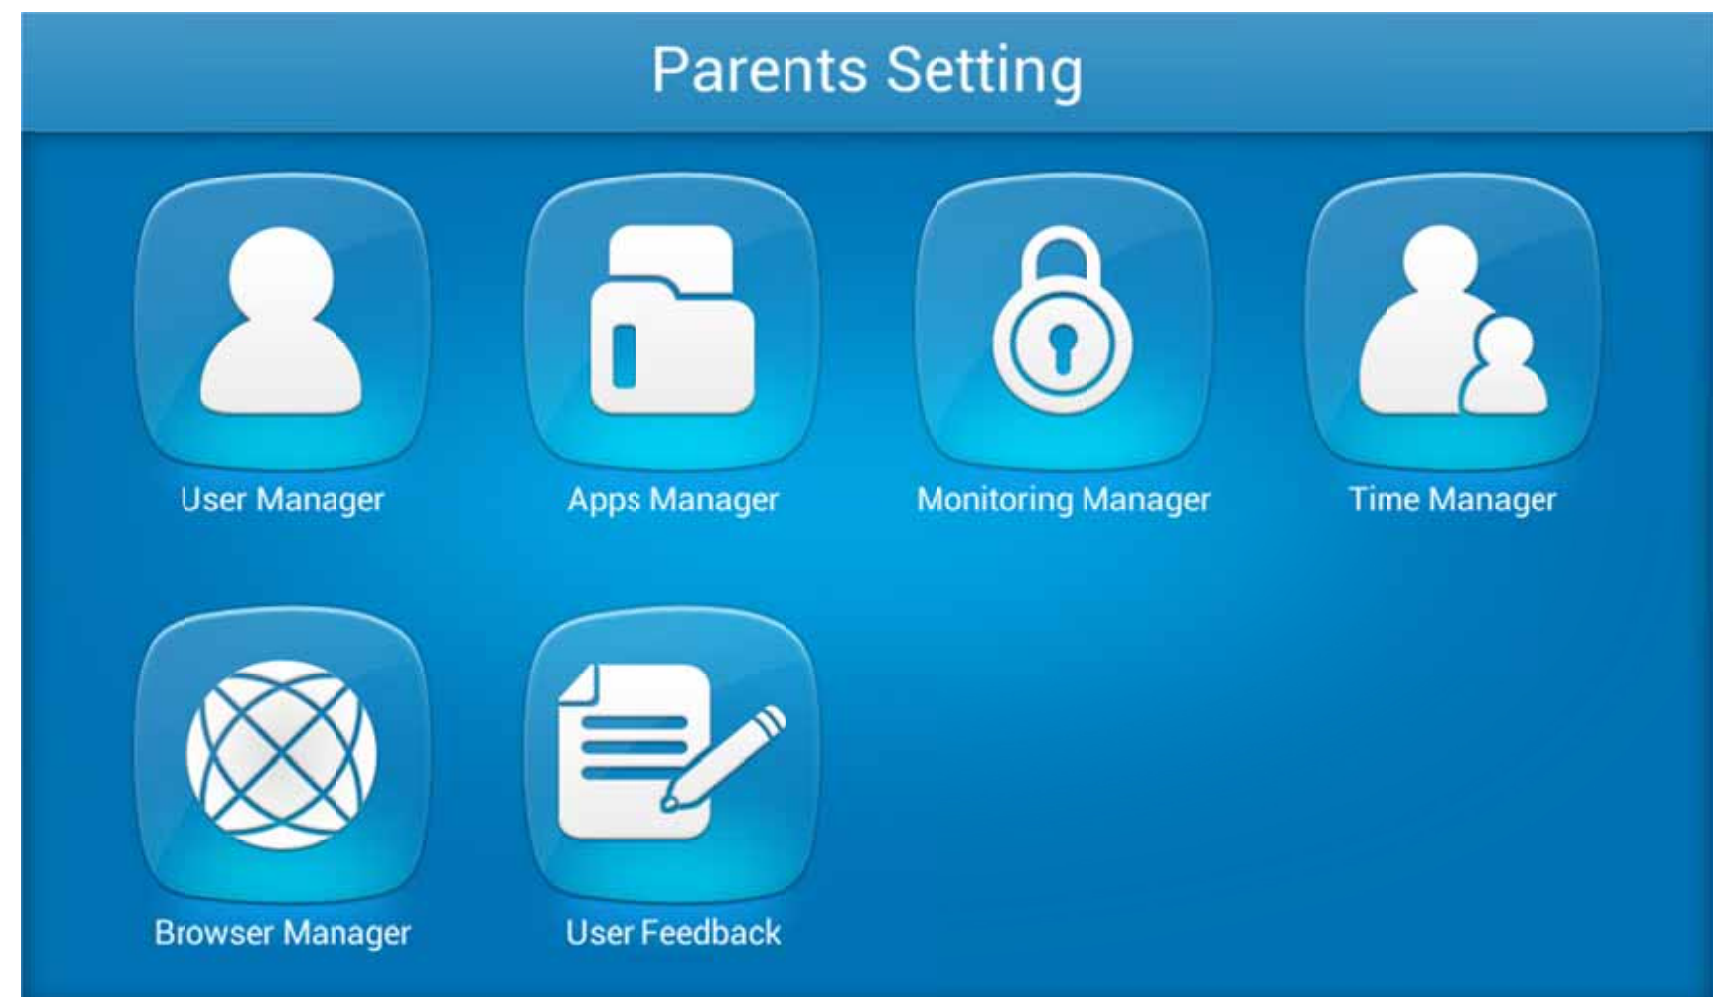 Parents Setting
User Manager
Apps Manager
Monitoring Manager
Time Manager
Browser Manager
User Feedback